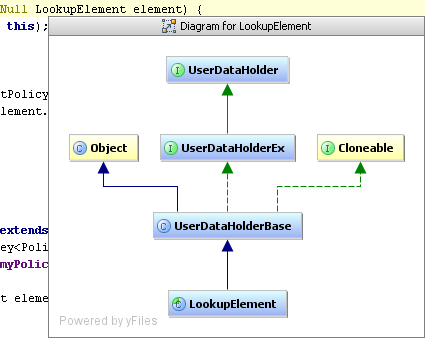 Null LookupElement element) {
this);
Diagram for LookupElement
I UserDataHolder
tPolicy
lement.
C Object
I UserDataHolderEx
I Cloneable
C UserDataHolderBase
extends
ey<Poli
myPolic
t eleme
C LookupElement
Powered by yFiles